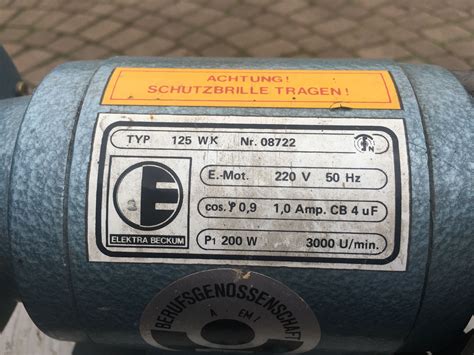 ACHTUNG!
SCHUTZBRILLE TRAGEN!
TYP 125 WK Nr. 08722
E.-Mot. 220 V 50 Hz
cos. φ 0,9 1,0 Amp. CB 4 uF
P1 200 W 3000 U/min.
E
ELEKTRA BECKUM
BERUFSGENOSSENSCHAFT